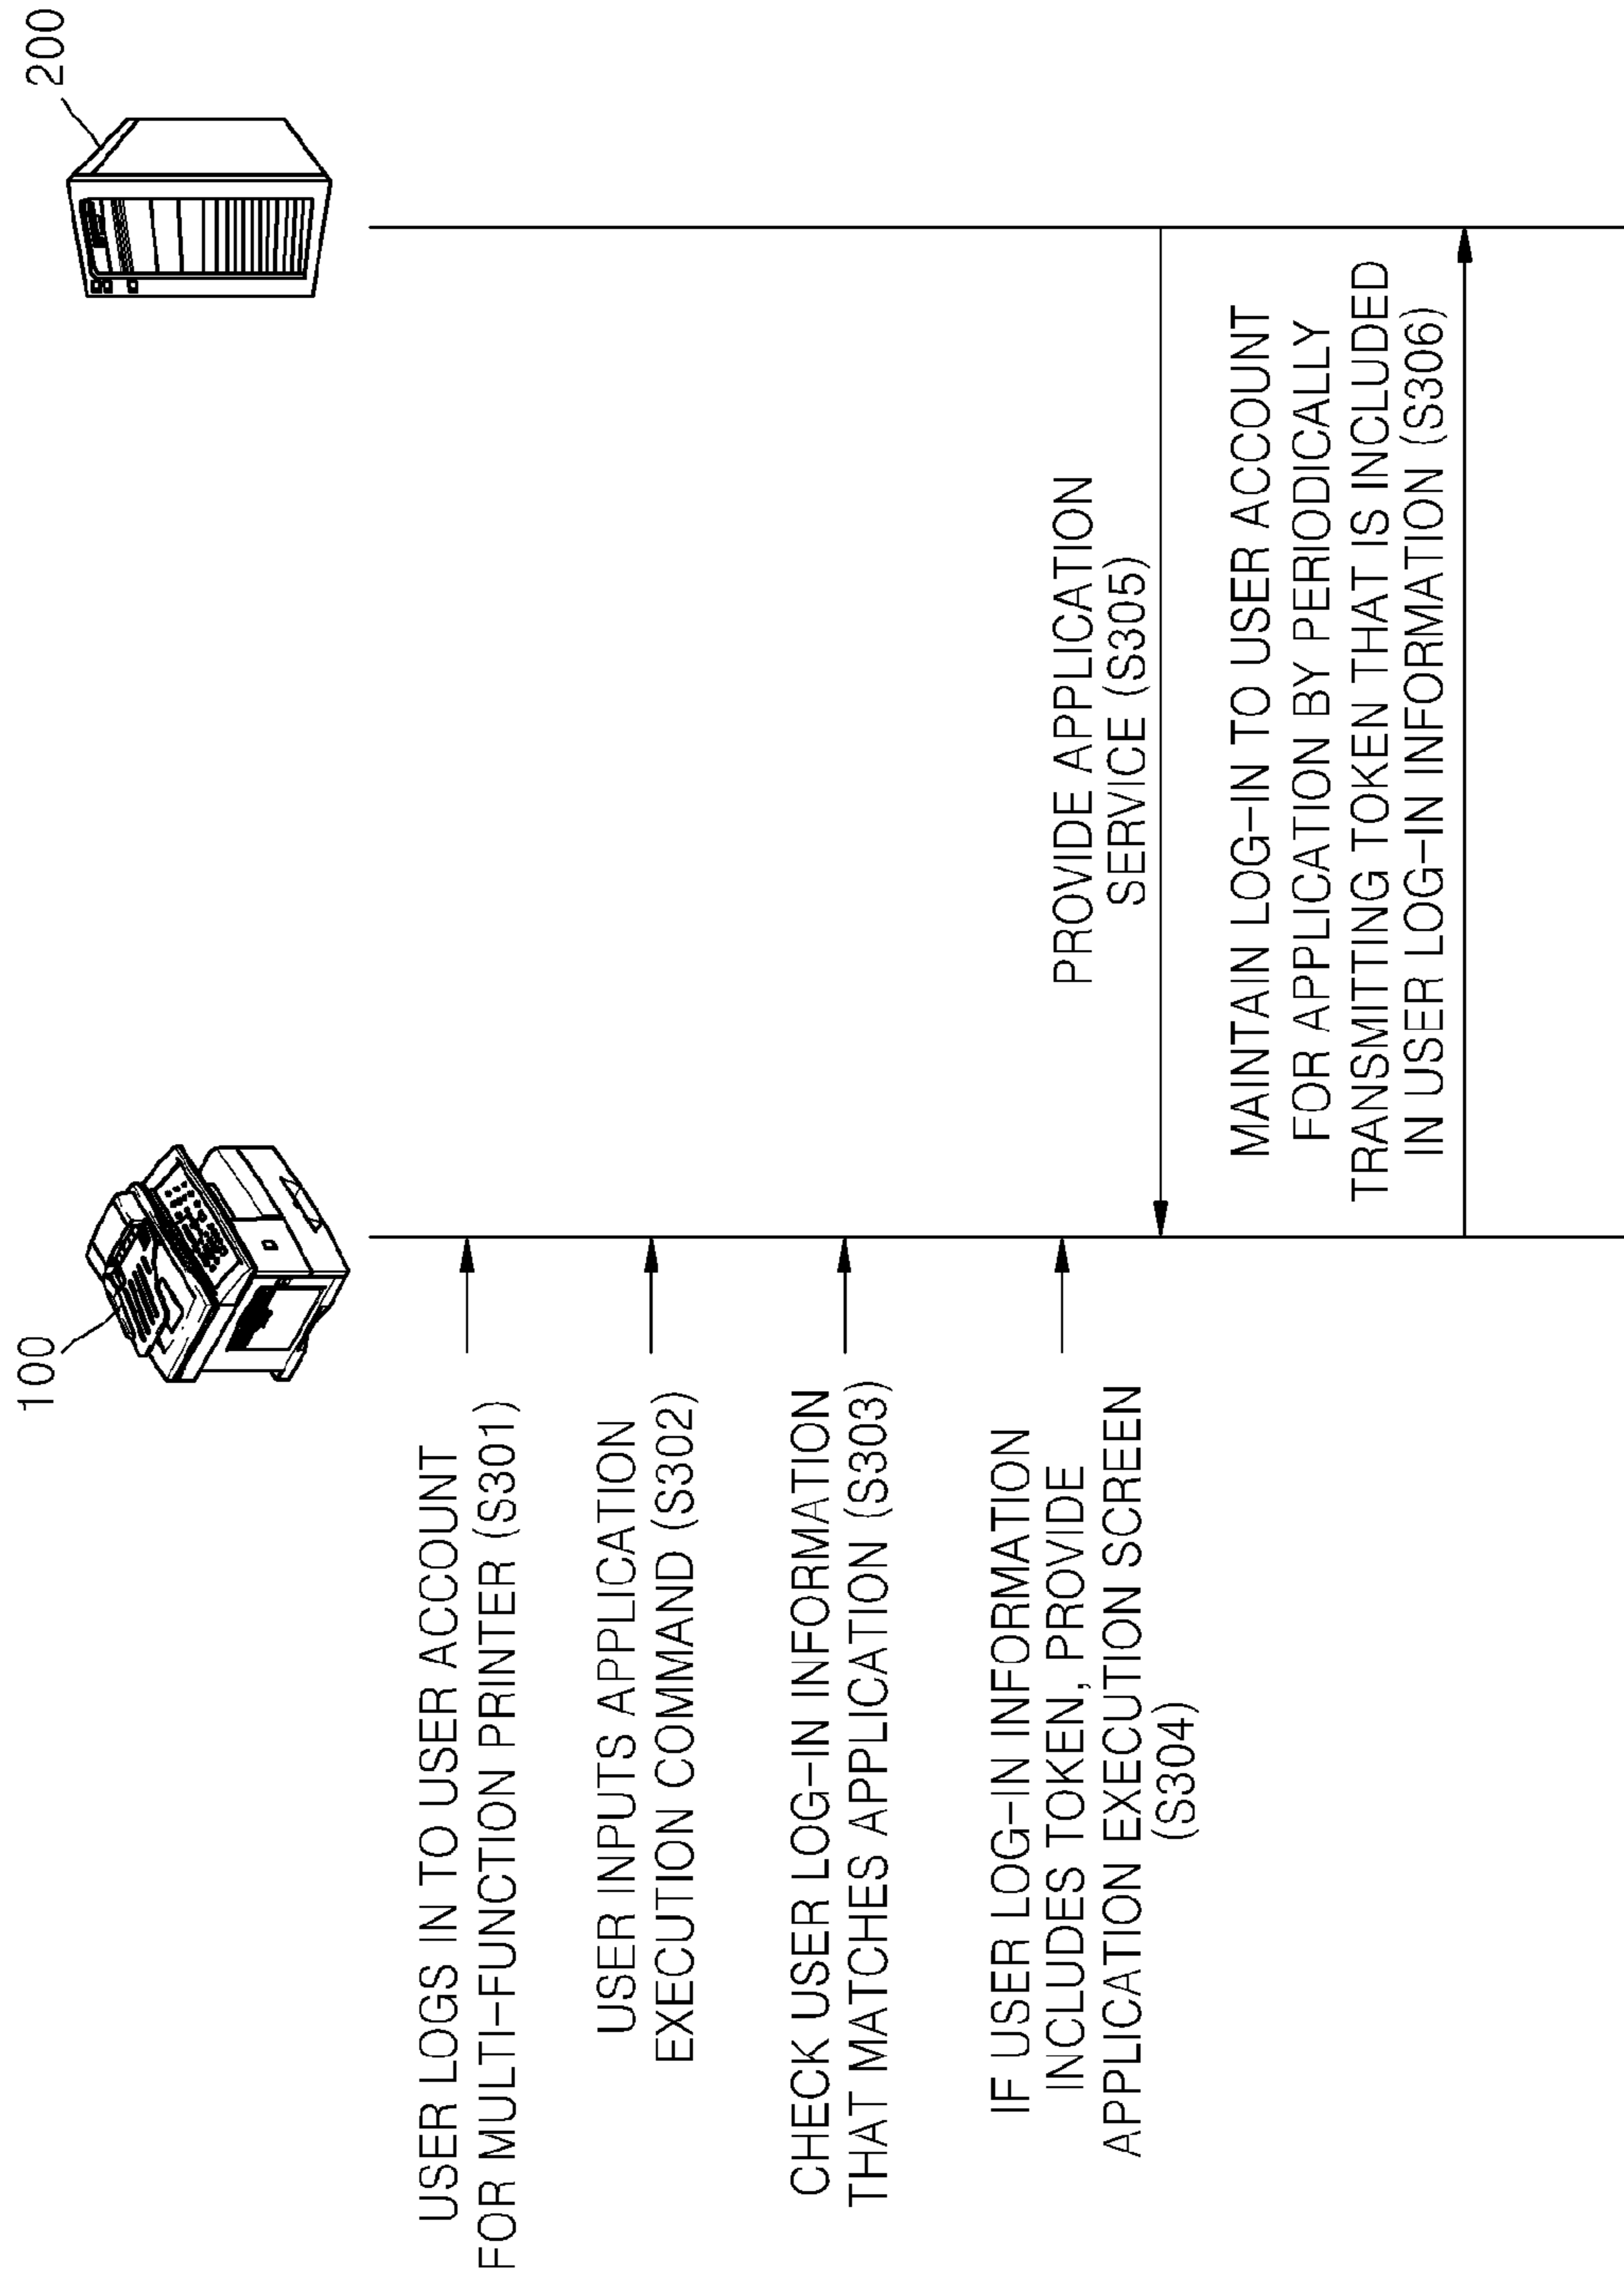 100
200
USER LOGS IN TO USER ACCOUNT
FOR MULTI-FUNCTION PRINTER (S301)
USER INPUTS APPLICATION
EXECUTION COMMAND (S302)
CHECK USER LOG-IN INFORMATION
THAT MATCHES APPLICATION (S303)
IF USER LOG-IN INFORMATION
INCLUDES TOKEN, PROVIDE
APPLICATION EXECUTION SCREEN
(S304)
PROVIDE APPLICATION
SERVICE (S305)
MAINTAIN LOG-IN TO USER ACCOUNT
FOR APPLICATION BY PERIODICALLY
TRANSMITTING TOKEN THAT IS INCLUDED
IN USER LOG-IN INFORMATION (S306)